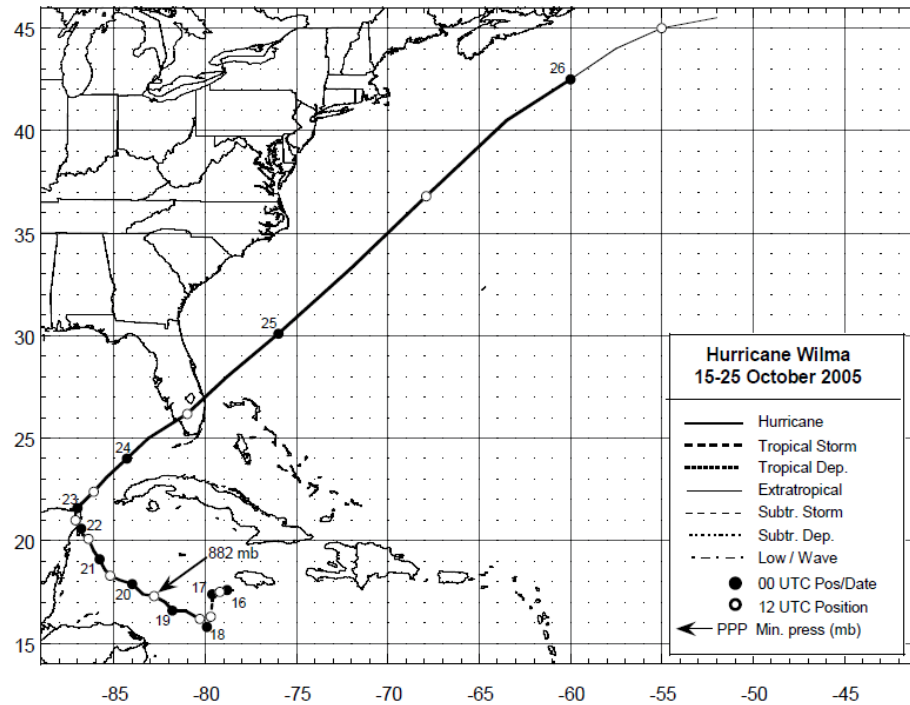 45
40
35
30
25
20
15
-85
-80
-75
-70
-65
-60
-55
-50
-45
26
25
24
23
22
21
20
19
18
17
16
882 mb
Hurricane Wilma
15-25 October 2005
Hurricane
Tropical Storm
Tropical Dep.
Extratropical
Subtr. Storm
Subtr. Dep.
Low / Wave
00 UTC Pos/Date
12 UTC Position
PPP Min. press (mb)